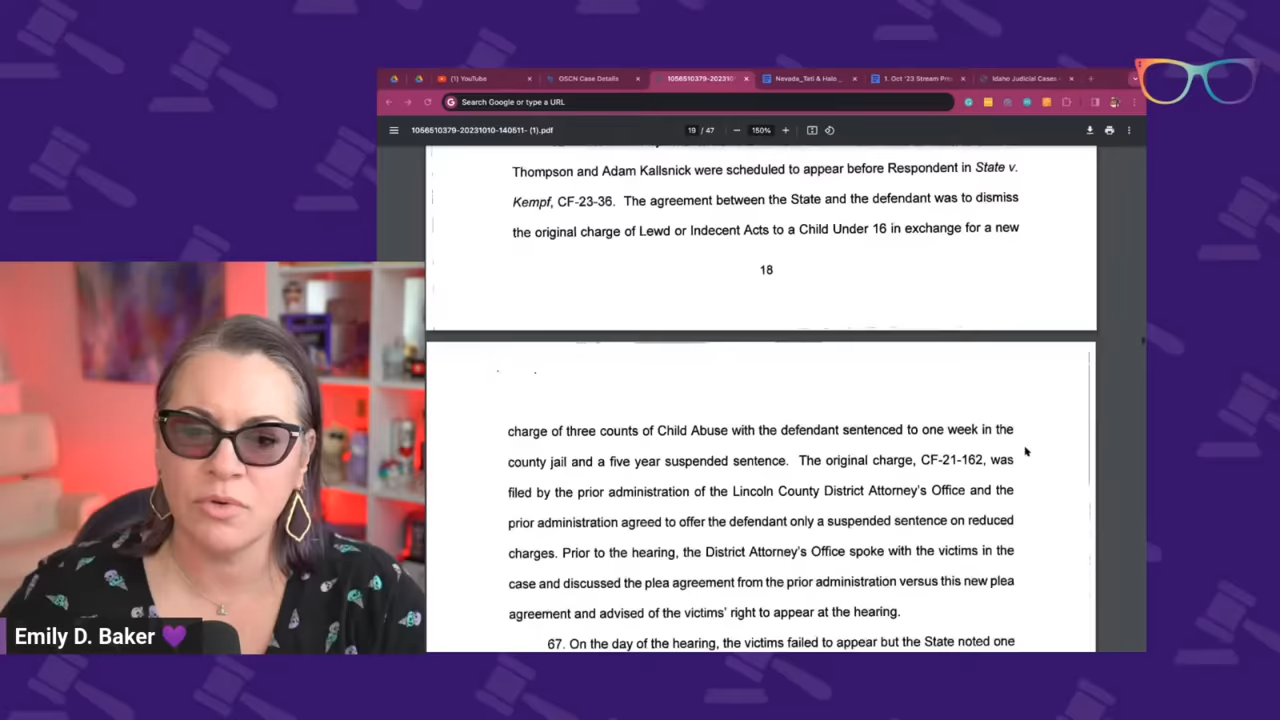 (1) YouTube
OSCN Case Details
1056510379-202310
Nevada_Tati & Halo_
1. Oct '23 Stream Pre
Idaho Judicial Cases
Search Google or type a URL
1056510379-20231010-140511- (1).pdf
19 / 47
150%
Thompson and Adam Kallsnick were scheduled to appear before Respondent in State v.
Kempf, CF-23-36. The agreement between the State and the defendant was to dismiss
the original charge of Lewd or Indecent Acts to a Child Under 16 in exchange for a new
18
charge of three counts of Child Abuse with the defendant sentenced to one week in the
county jail and a five year suspended sentence. The original charge, CF-21-162, was
filed by the prior administration of the Lincoln County District Attorney's Office and the
prior administration agreed to offer the defendant only a suspended sentence on reduced
charges. Prior to the hearing, the District Attorney's Office spoke with the victims in the
case and discussed the plea agreement from the prior administration versus this new plea
agreement and advised of the victims' right to appear at the hearing.
67. On the day of the hearing, the victims failed to appear but the State noted one
Emily D. Baker 💜